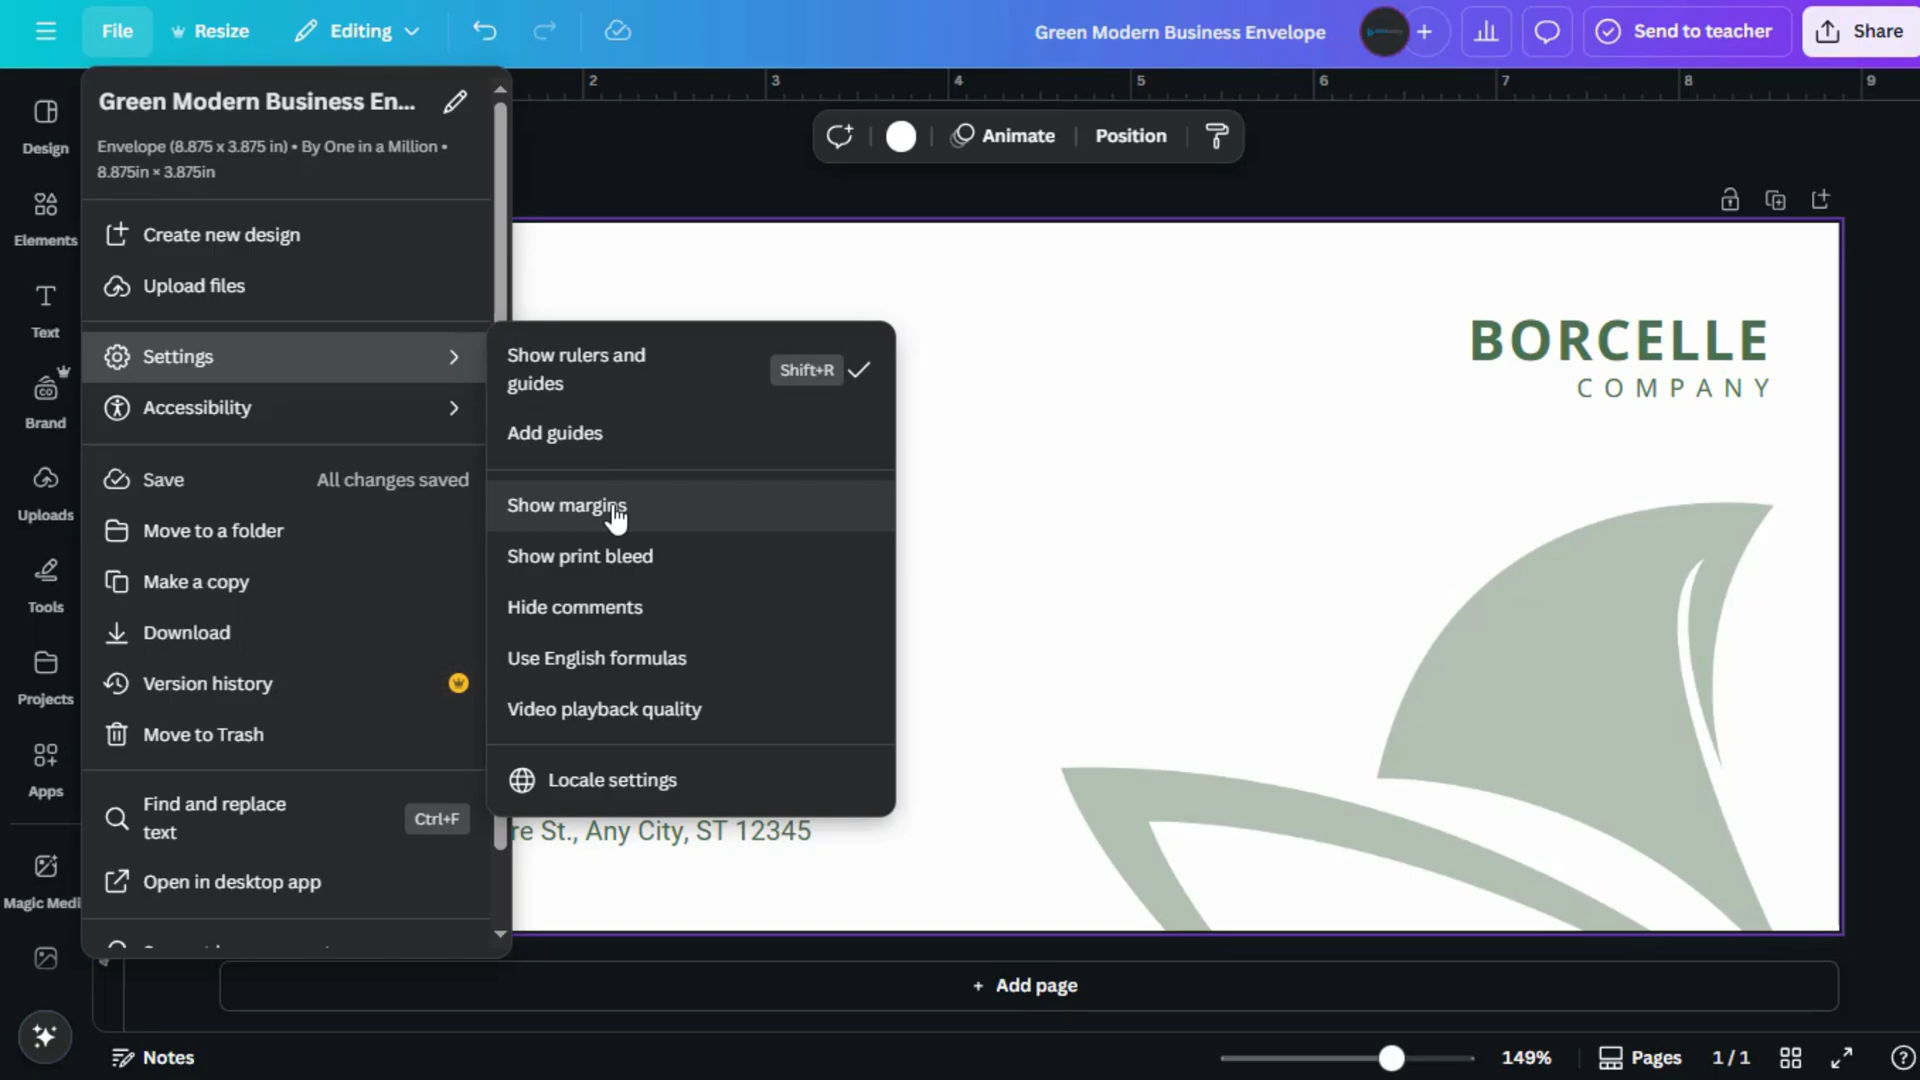 File
Resize
Editing
Green Modern Business Envelope
Send to teacher
Share
2 3 4 5 6 7 8 9
Design
Elements
Text
Brand
Uploads
Tools
Projects
Apps
Magic Medi
Green Modern Business En...
Envelope (8.875 x 3.875 in) • By One in a Million •
8.875in × 3.875in
Create new design
Upload files
Settings
Accessibility
Save All changes saved
Move to a folder
Make a copy
Download
Version history
Move to Trash
Find and replace
text
Ctrl+F
Open in desktop app
Show rulers and
guides
Shift+R
Add guides
Show margins
Show print bleed
Hide comments
Use English formulas
Video playback quality
Locale settings
Animate
Position
BORCELLE
COMPANY
re St., Any City, ST 12345
+ Add page
Notes
149%
Pages
1 / 1